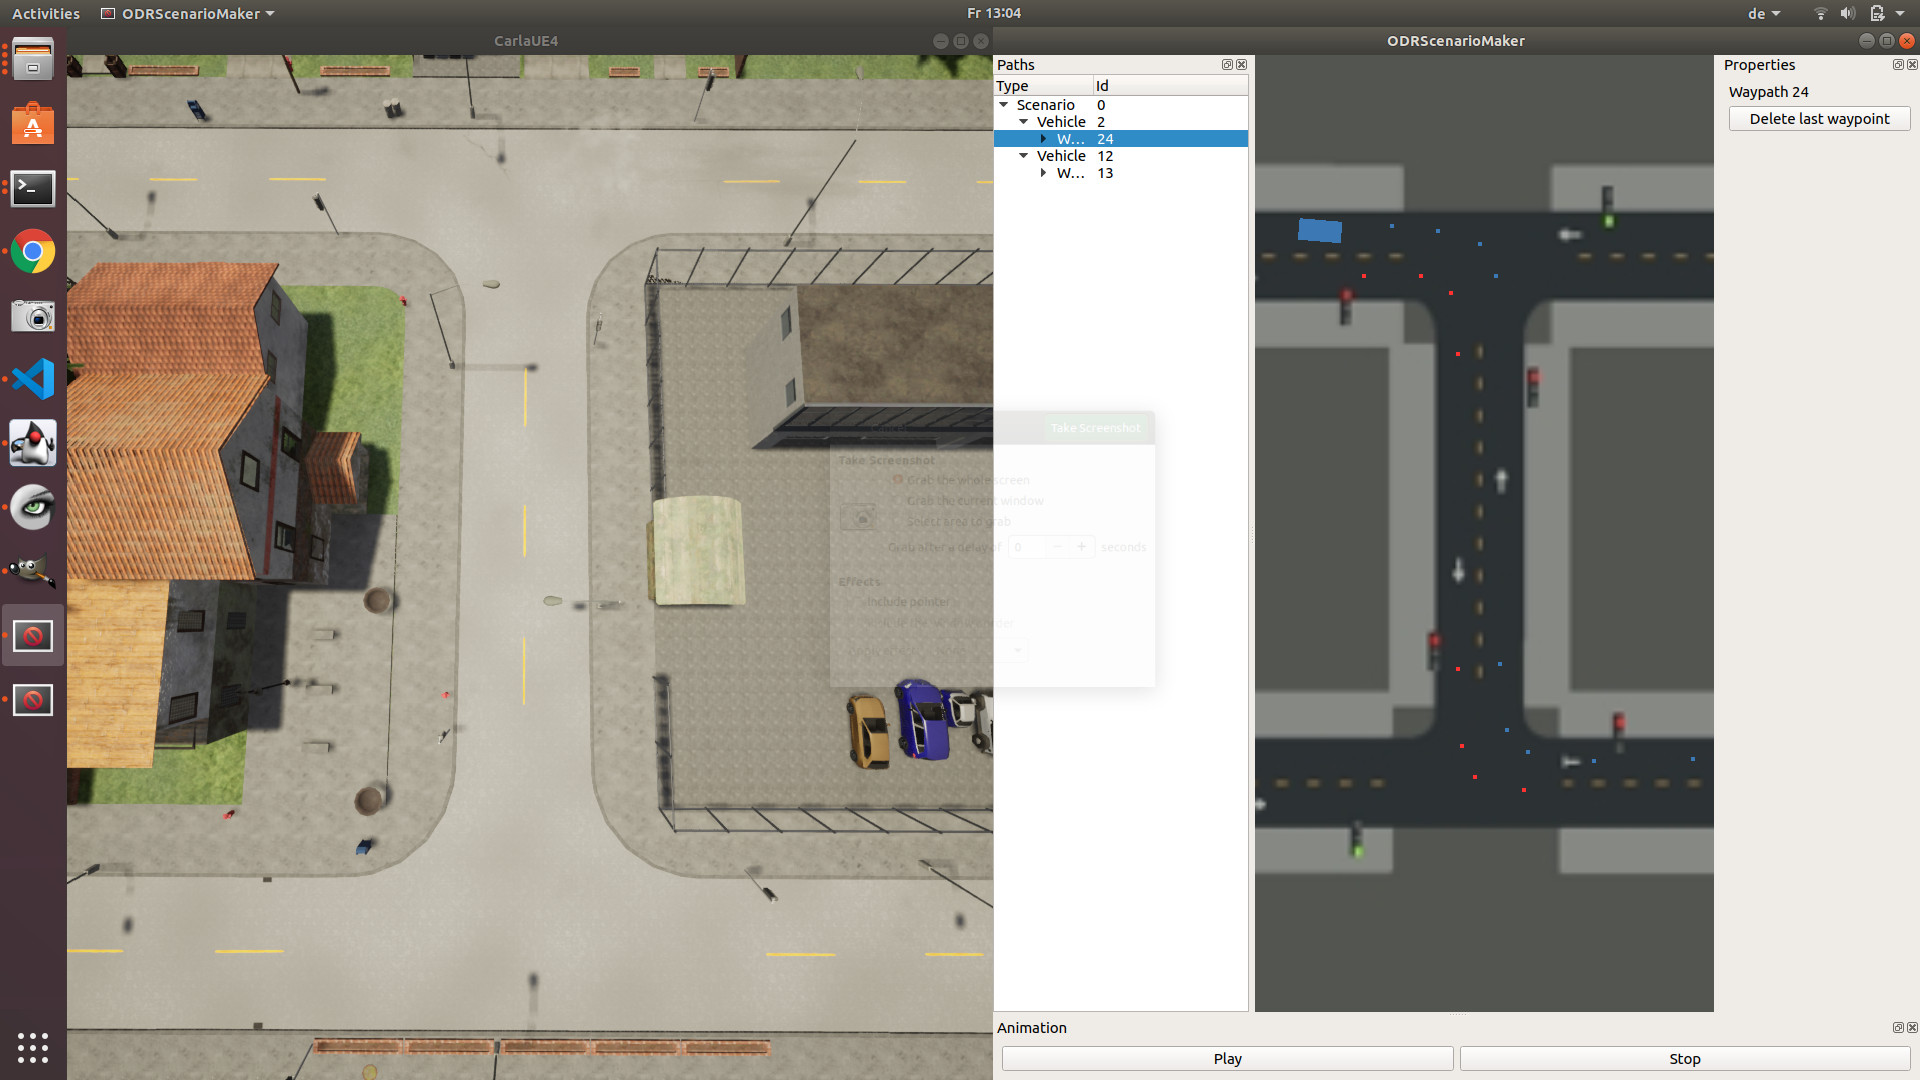 Activities
ODRScenarioMaker
Fr 13:04
de
CarlaUE4
ODRScenarioMaker
Paths
Type Id
Scenario 0
Vehicle 2
W... 24
Vehicle 12
W... 13
Properties
Waypath 24
Delete last waypoint
Take Screenshot
Take Screenshot
Grab the whole screen
Grab the current window
Select area to grab
Grab after a delay of 0 seconds
Effects
Include pointer
Animation
Play
Stop